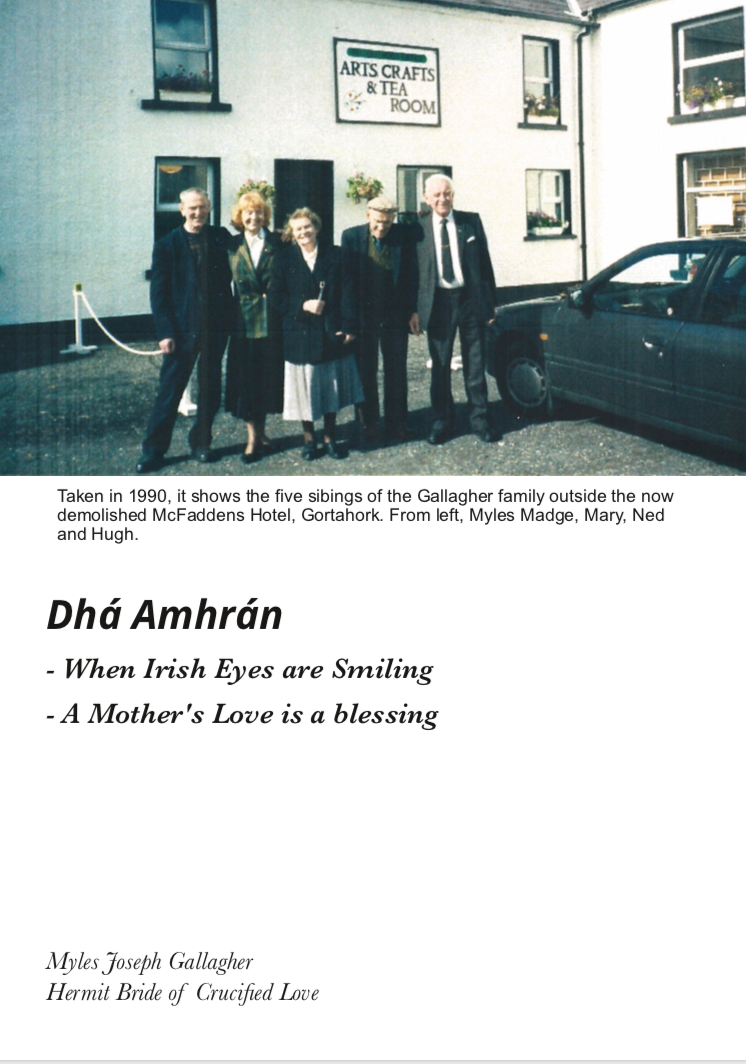 ARTS CRAFTS
& TEA
ROOM
Taken in 1990, it shows the five sibings of the Gallagher family outside the now
demolished McFaddens Hotel, Gortahork. From left, Myles Madge, Mary, Ned
and Hugh.
Dhá Amhrán
- When Irish Eyes are Smiling
- A Mother's Love is a blessing
Myles Joseph Gallagher
Hermit Bride of Crucified Love